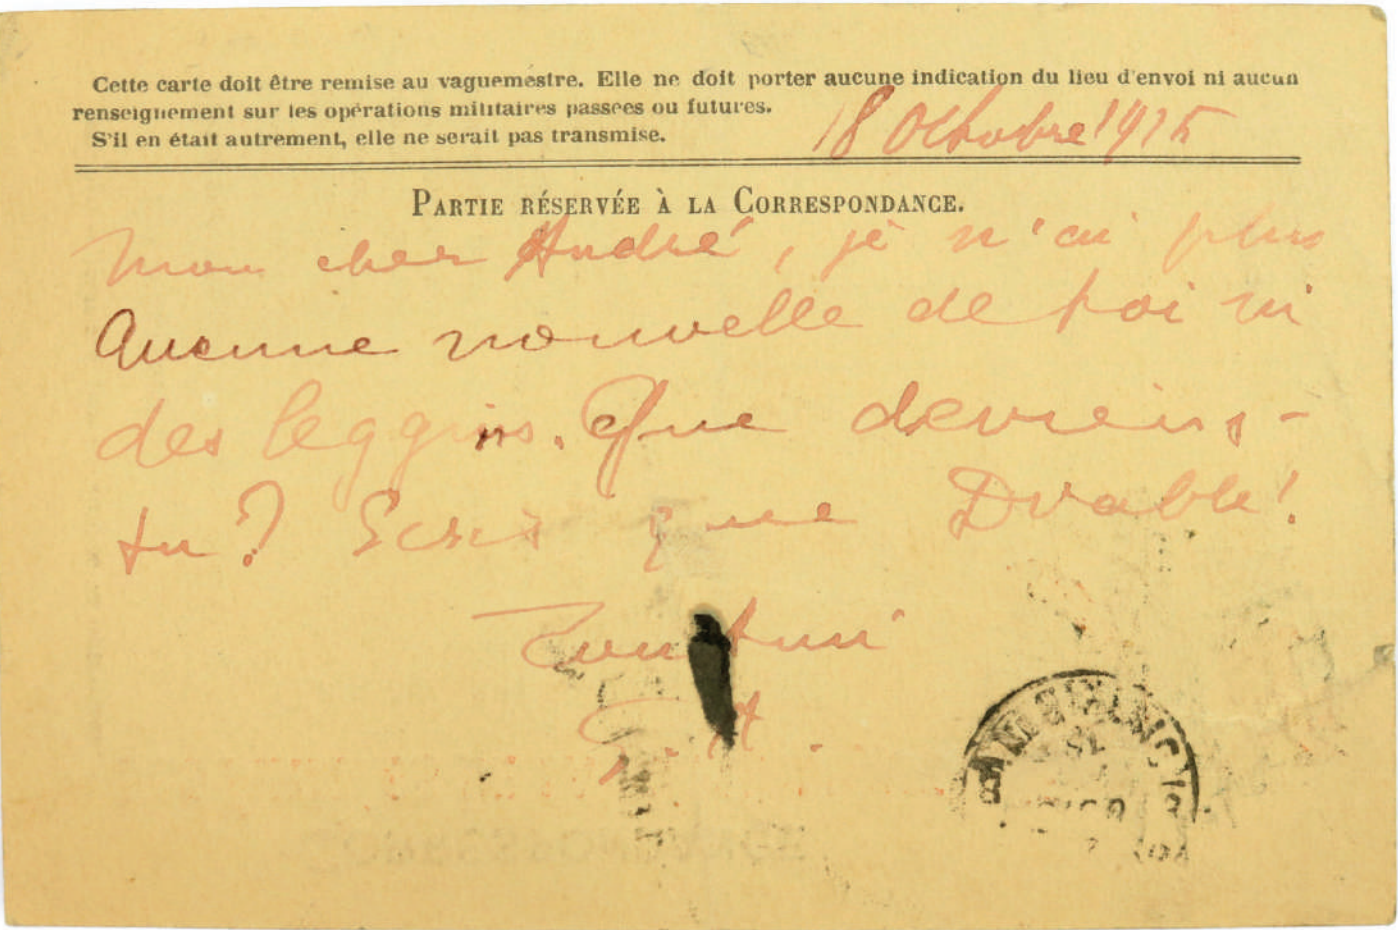 Cette carte doit être remise au vaguemestre. Elle ne doit porter aucune indication du lieu d'envoi ni aucun
renseignement sur les opérations militaires passées ou futures.
S'il en était autrement, elle ne serait pas transmise.
18 Octobre 1915
PARTIE RÉSERVÉE À LA CORRESPONDANCE.
Mon cher André, je n'ai plus
Aucune nouvelle de toi ni
des leggins. Que deviens-
tu? Ecris que Diable!